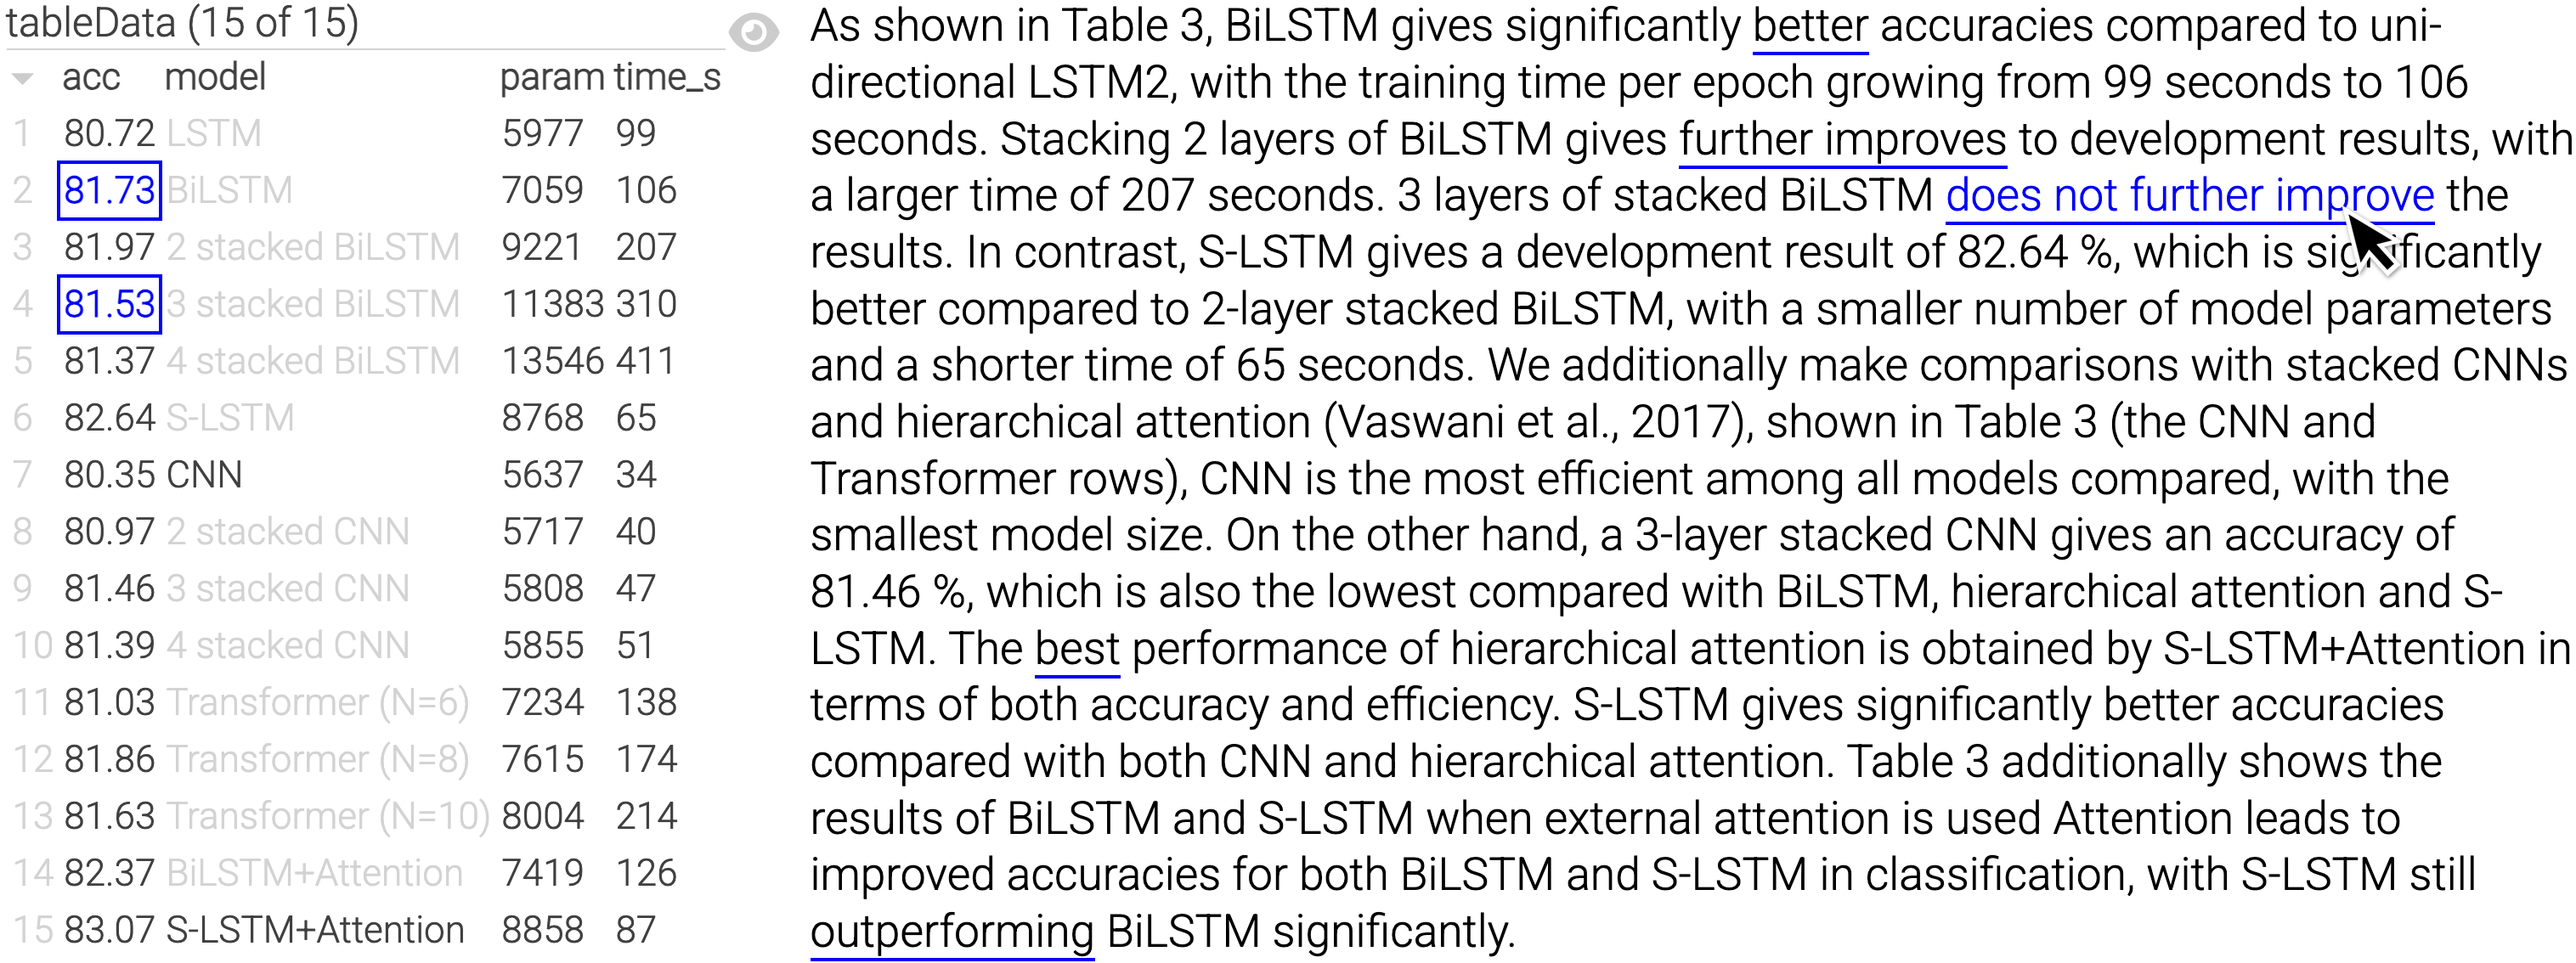 tableData (15 of 15)
acc model param time_s
1 80.72 LSTM 5977 99
2 81.73 BiLSTM 7059 106
3 81.97 2 stacked BiLSTM 9221 207
4 81.53 3 stacked BiLSTM 11383 310
5 81.37 4 stacked BiLSTM 13546 411
6 82.64 S-LSTM 8768 65
7 80.35 CNN 5637 34
8 80.97 2 stacked CNN 5717 40
9 81.46 3 stacked CNN 5808 47
10 81.39 4 stacked CNN 5855 51
11 81.03 Transformer (N=6) 7234 138
12 81.86 Transformer (N=8) 7615 174
13 81.63 Transformer (N=10) 8004 214
14 82.37 BiLSTM+Attention 7419 126
15 83.07 S-LSTM+Attention 8858 87
As shown in Table 3, BiLSTM gives significantly better accuracies compared to uni-
directional LSTM2, with the training time per epoch growing from 99 seconds to 106
seconds. Stacking 2 layers of BiLSTM gives further improves to development results, with
a larger time of 207 seconds. 3 layers of stacked BiLSTM does not further improve the
results. In contrast, S-LSTM gives a development result of 82.64 %, which is significantly
better compared to 2-layer stacked BiLSTM, with a smaller number of model parameters
and a shorter time of 65 seconds. We additionally make comparisons with stacked CNNs
and hierarchical attention (Vaswani et al., 2017), shown in Table 3 (the CNN and
Transformer rows), CNN is the most efficient among all models compared, with the
smallest model size. On the other hand, a 3-layer stacked CNN gives an accuracy of
81.46 %, which is also the lowest compared with BiLSTM, hierarchical attention and S-
LSTM. The best performance of hierarchical attention is obtained by S-LSTM+Attention in
terms of both accuracy and efficiency. S-LSTM gives significantly better accuracies
compared with both CNN and hierarchical attention. Table 3 additionally shows the
results of BiLSTM and S-LSTM when external attention is used Attention leads to
improved accuracies for both BiLSTM and S-LSTM in classification, with S-LSTM still
outperforming BiLSTM significantly.